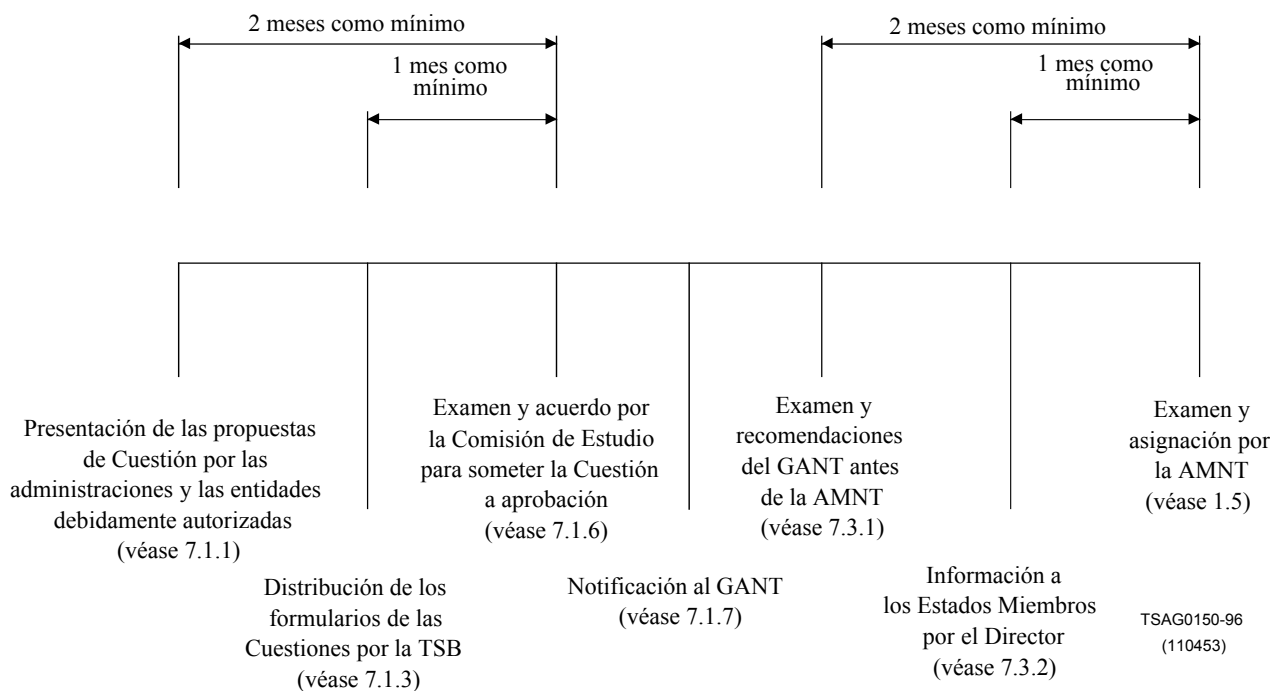 2 meses como mínimo
1 mes como
mínimo
2 meses como mínimo
1 mes como
mínimo
Presentación de las propuestas
de Cuestión por las
administraciones y las entidades
debidamente autorizadas
(véase 7.1.1)
Distribución de los
formularios de las
Cuestiones por la TSB
(véase 7.1.3)
Examen y acuerdo por
la Comisión de Estudio
para someter la Cuestión
a aprobación
(véase 7.1.6)
Notificación al GANT
(véase 7.1.7)
Examen y
recomendaciones
del GANT antes
de la AMNT
(véase 7.3.1)
Información a
los Estados Miembros
por el Director
(véase 7.3.2)
Examen y
asignación por
la AMNT
(véase 1.5)
TSAG0150-96
(110453)